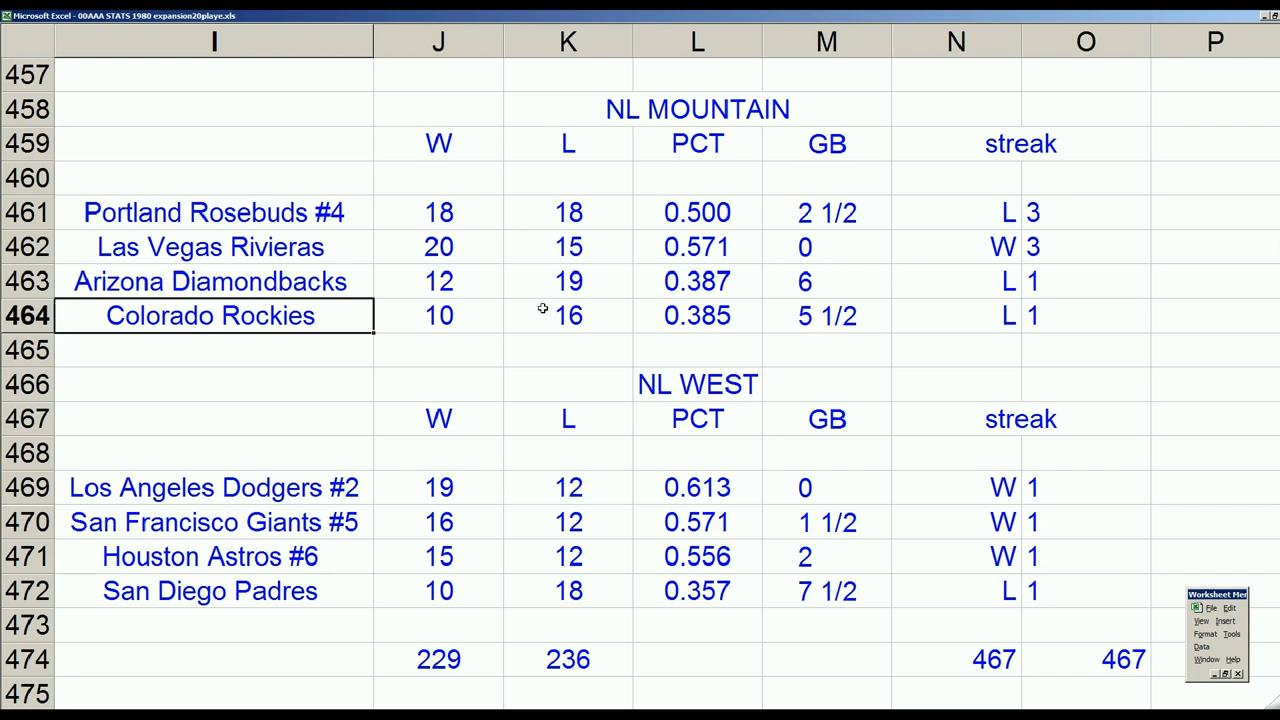 Microsoft Excel - 00AAA STATS 1980 expansion20playe.xls
I J K L M N O P
457
458 NL MOUNTAIN
459 W L PCT GB streak
460
461 Portland Rosebuds #4 18 18 0.500 2 1/2 L 3
462 Las Vegas Rivieras 20 15 0.571 0 W 3
463 Arizona Diamondbacks 12 19 0.387 6 L 1
464 Colorado Rockies 10 16 0.385 5 1/2 L 1
465
466 NL WEST
467 W L PCT GB streak
468
469 Los Angeles Dodgers #2 19 12 0.613 0 W 1
470 San Francisco Giants #5 16 12 0.571 1 1/2 W 1
471 Houston Astros #6 15 12 0.556 2 W 1
472 San Diego Padres 10 18 0.357 7 1/2 L 1
473
474 229 236 467 467
475
Worksheet Mer
File Edit
View Insert
Format Tools
Data
Window Help